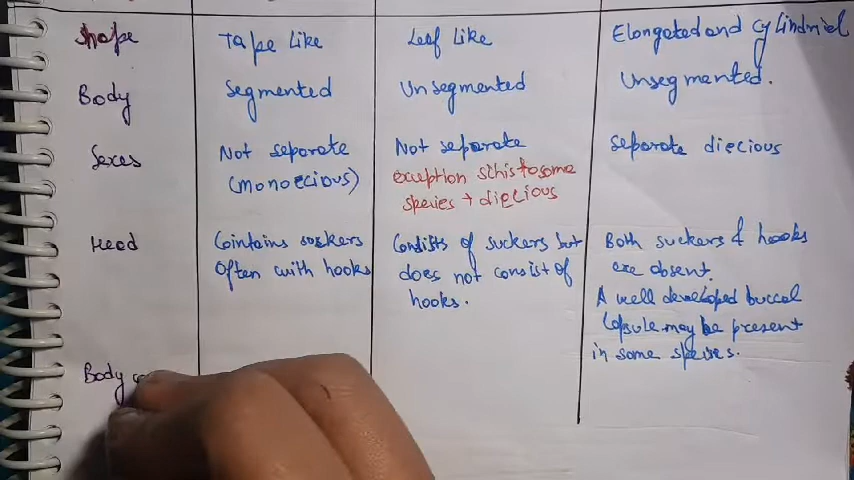 Shape Tape Like Leaf Like Elongated and cylindrical
Body Segmented Unsegmented Unsegmented.
Sexes Not separate Not separate separate diecious
(monoecious) exception schistosome
species + diecious
Head Cointains suckers Consists of suckers but Both suckers & hooks
Often with hooks does not consist of are absent.
hooks. A well developed buccal
Capsule may be present
in some speises.
Body